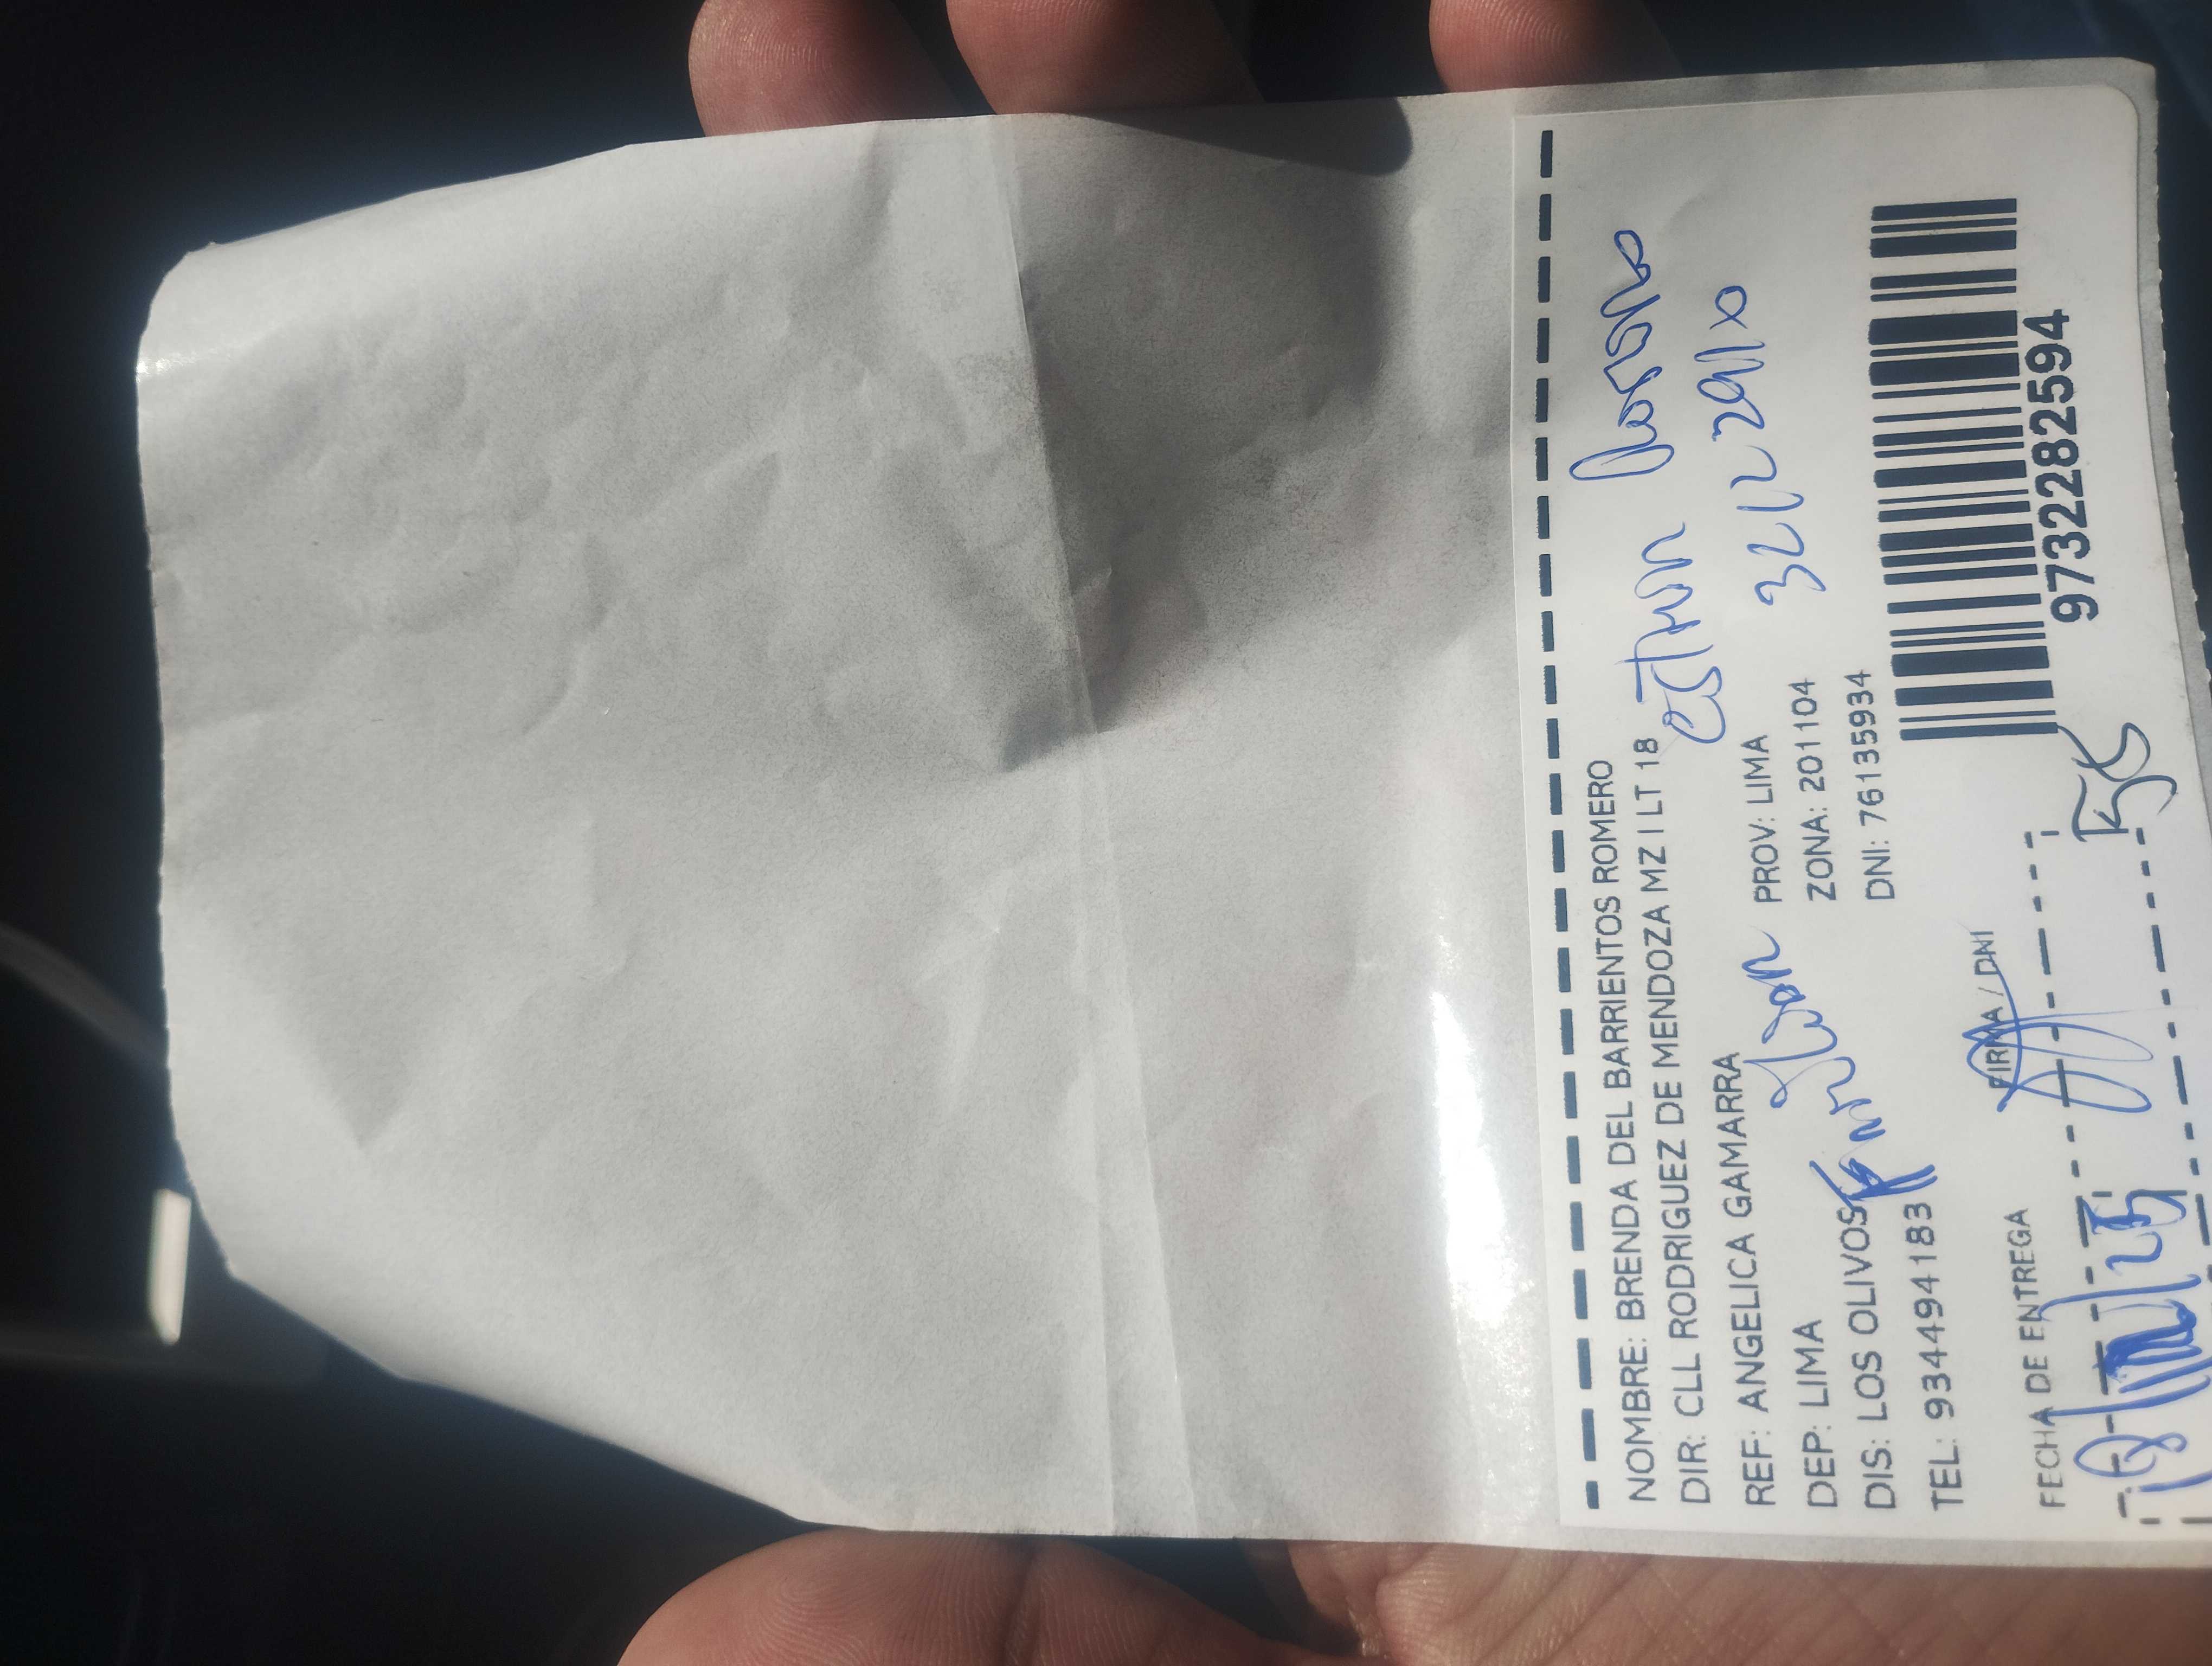 NOMBRE: BRENDA DEL BARRIENTOS ROMERO
DIR: CLL RODRIGUEZ DE MENDOZA MZ I LT 18
REF: ANGELICA GAMARRA
DEP: LIMA PROV: LIMA
DIS: LOS OLIVOS ZONA: 201104
TEL: 934494183 DNI: 76135934
FECHA DE ENTREGA FIRMA / DNI
9732282594